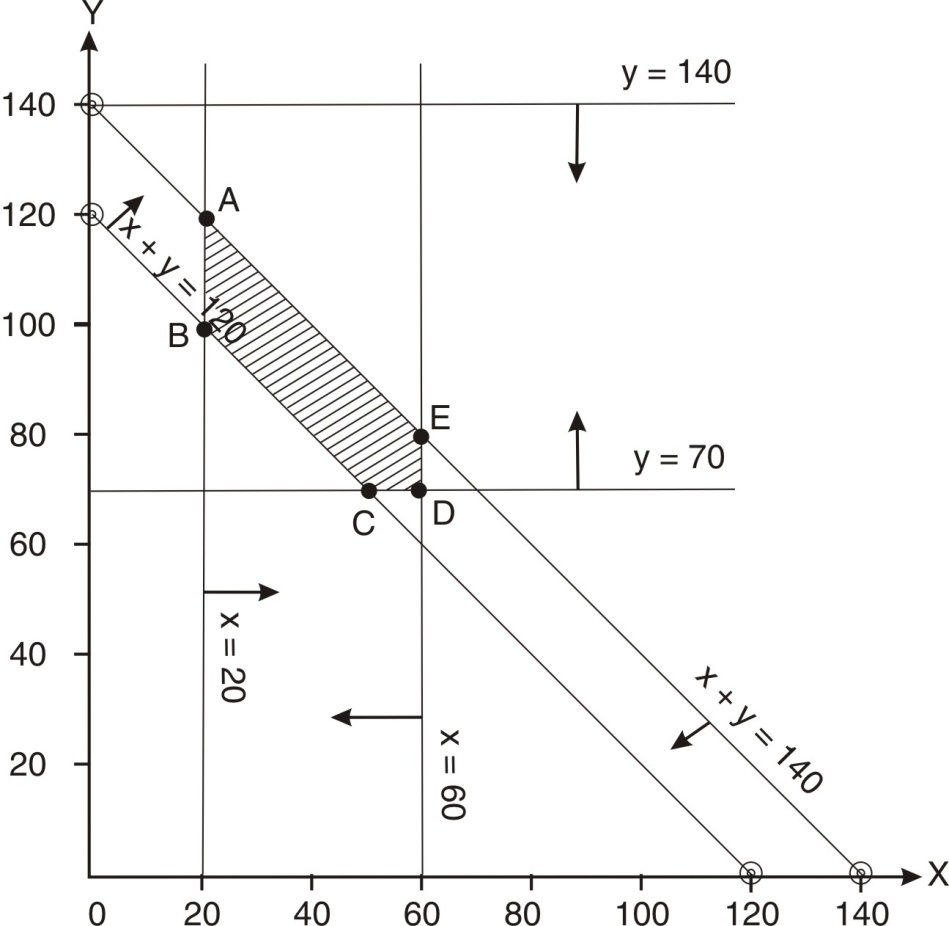 Y
y = 140
140
A
120
x + y = 120
100
B
E
80
y = 70
C
D
60
x = 20
40
x + y = 140
x = 60
20
X
0 20 40 60 80 100 120 140